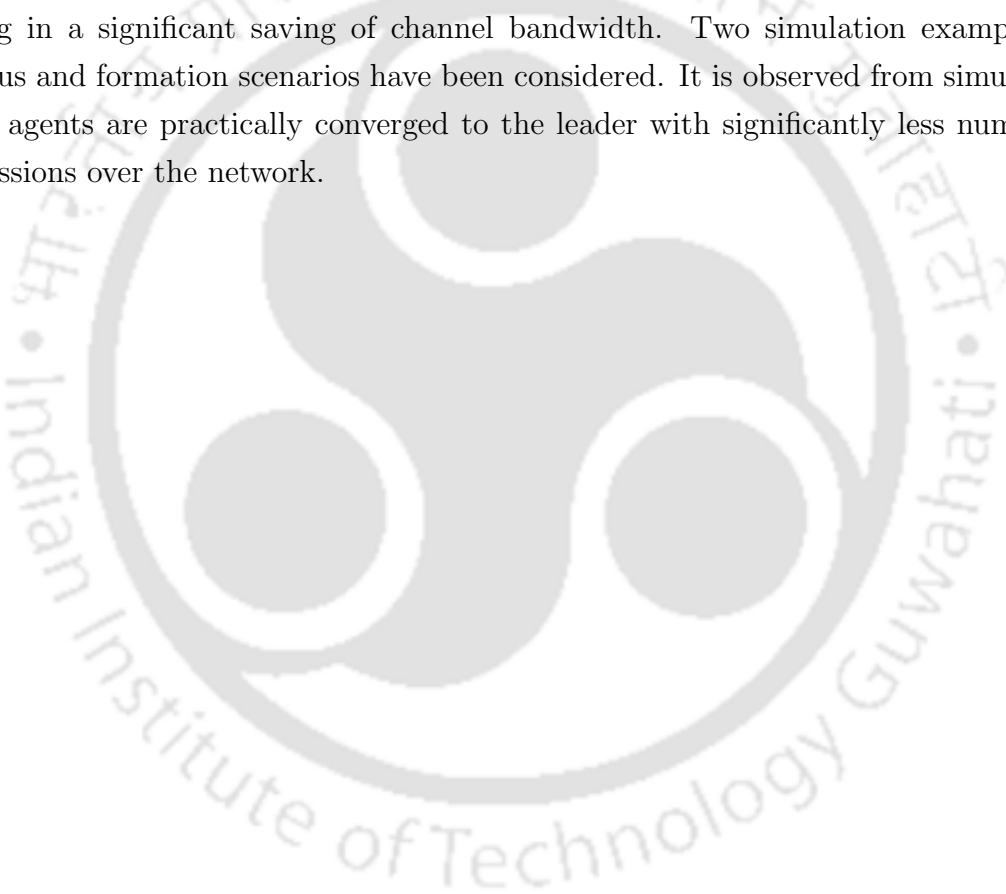 g in a significant saving of channel bandwidth. Two simulation examp
us and formation scenarios have been considered. It is observed from simu
agents are practically converged to the leader with significantly less num
ssions over the network.
• Indian Institute of Technology Guwahati •